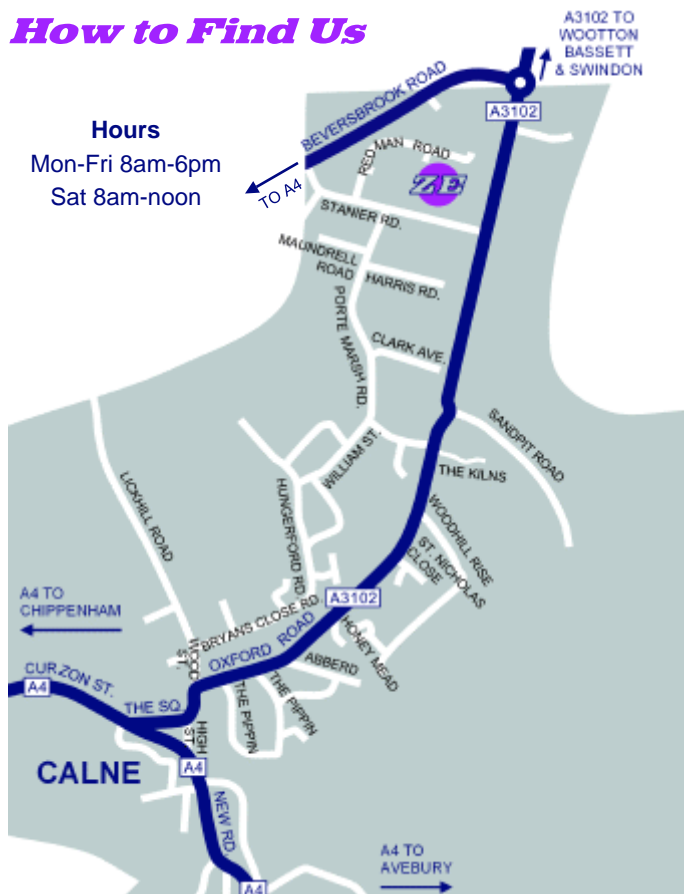 How to Find Us
A3102 TO
WOOTTON
BASSETT
& SWINDON
BEVERSBROOK ROAD
A3102
Hours
Mon-Fri 8am-6pm
Sat 8am-noon
TO A4
REDMAN ROAD
ZE
STANIER RD.
MAUNDRELL
ROAD
HARRIS RD.
PORTE MARSH RD.
CLARK AVE.
SANDPIT ROAD
WILLIAM ST.
THE KILNS
LICKHILL ROAD
HUNGERFORD RD.
WOODHILL RISE
ST. NICHOLAS
CLOSE
A4 TO
CHIPPENHAM
A3102
BRYANS CLOSE RD.
WOOD
ST.
OXFORD ROAD
HONEY MEAD
ABBERD
CURZON ST.
A4
THE SQ.
THE PIPPIN
THE PIPPIN
HIGH
ST.
CALNE
A4
NEW RD.
A4 TO
AVEBURY
A4